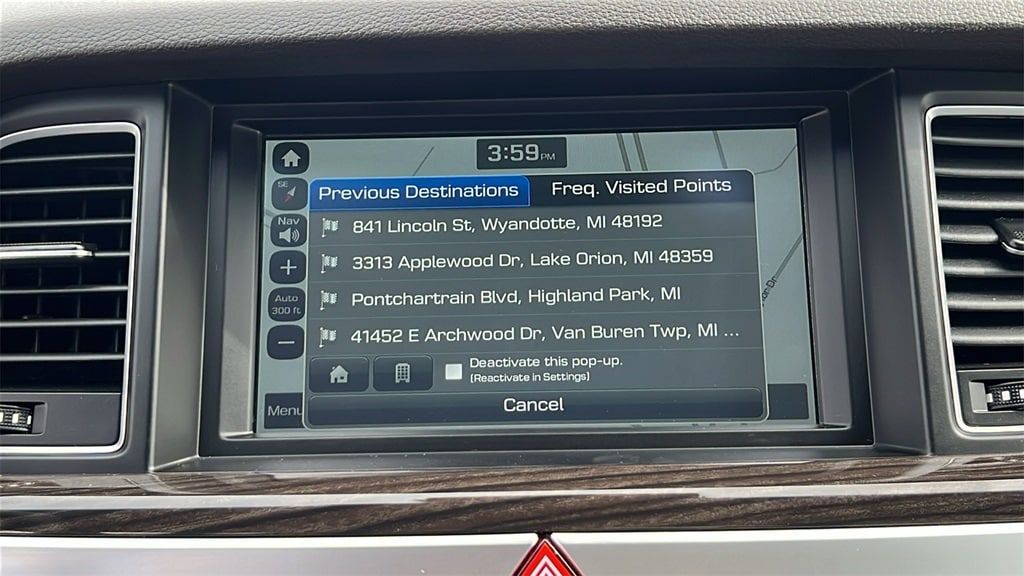 3:59PM
SE
Previous Destinations
Freq. Visited Points
Nav
841 Lincoln St, Wyandotte, MI 48192
3313 Applewood Dr, Lake Orion, MI 48359
Auto
300 ft
Pontchartrain Blvd, Highland Park, MI
41452 E Archwood Dr, Van Buren Twp, MI ...
Deactivate this pop-up.
(Reactivate in Settings)
Menu
Cancel